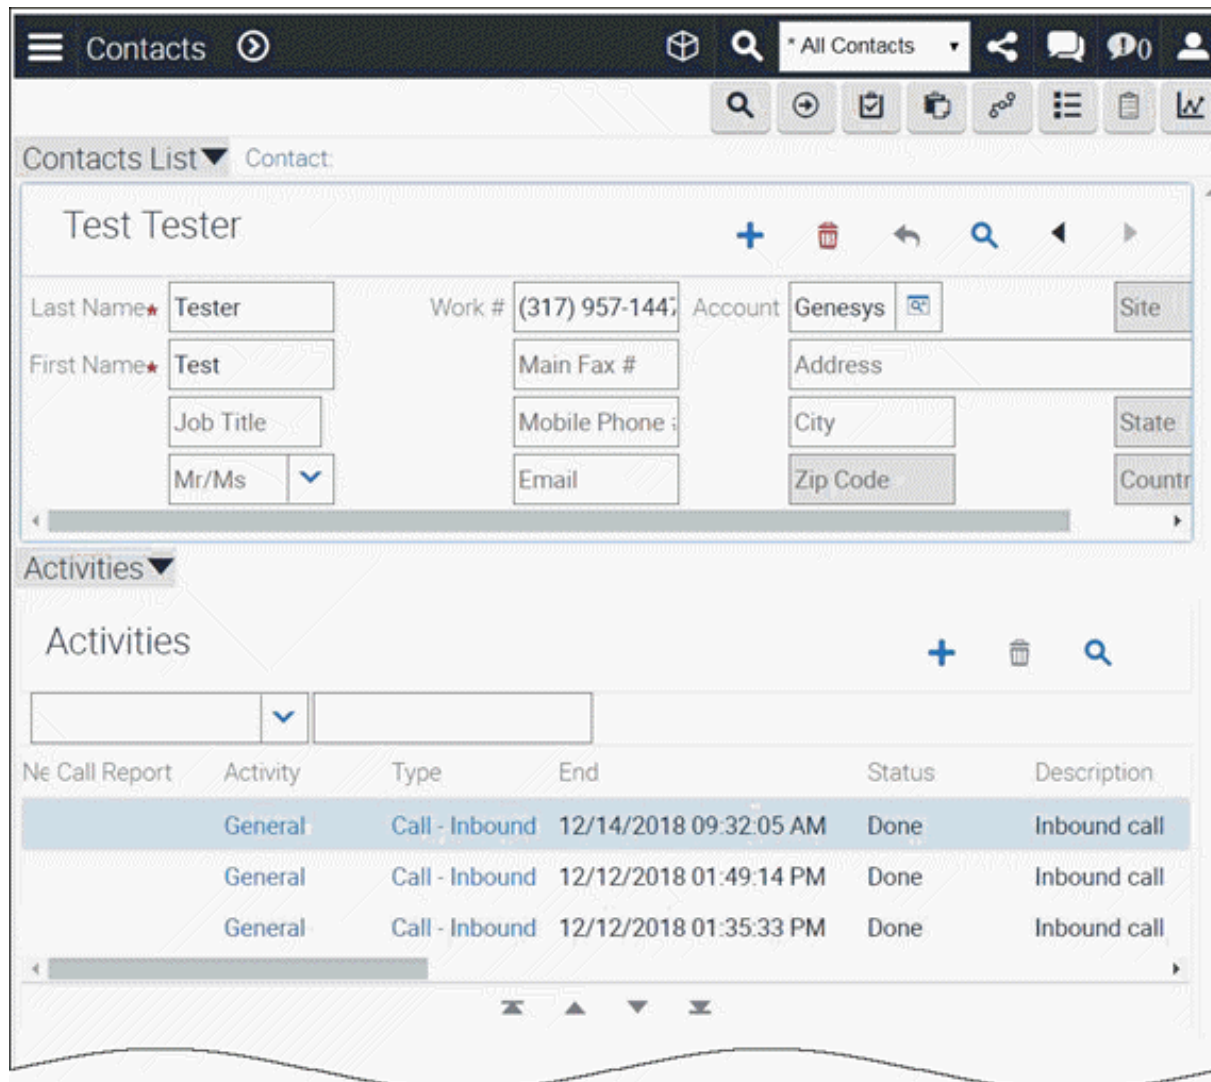 Contacts * All Contacts 0
Contacts List Contact:
Test Tester
Last Name* Tester Work # (317) 957-1447 Account Genesys Site
First Name* Test Main Fax # Address
Job Title Mobile Phone City State
Mr/Ms Email Zip Code Countr
Activities
Activities
Ne Call Report Activity Type End Status Description
General Call - Inbound 12/14/2018 09:32:05 AM Done Inbound call
General Call - Inbound 12/12/2018 01:49:14 PM Done Inbound call
General Call - Inbound 12/12/2018 01:35:33 PM Done Inbound call